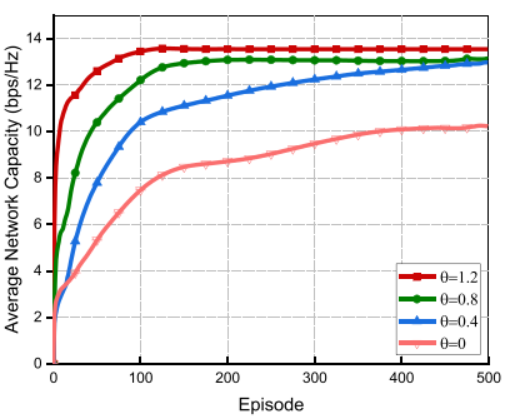 Average Network Capacity (bps/Hz)
14
12
10
8
6
4
2
0
0 100 200 300 400 500
Episode
θ=1.2
θ=0.8
θ=0.4
θ=0